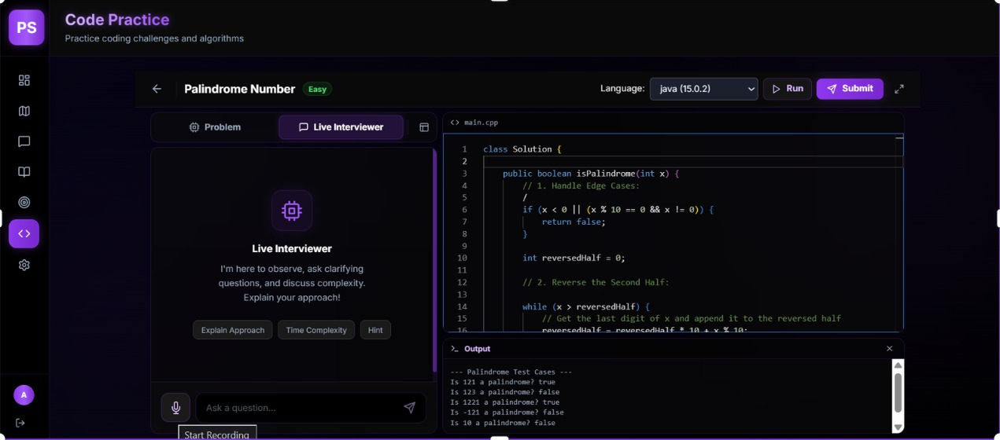 PS
Code Practice
Practice coding challenges and algorithms
Palindrome Number Easy
Language: java (15.0.2) Run Submit
Problem Live Interviewer
Live Interviewer
I'm here to observe, ask clarifying
questions, and discuss complexity.
Explain your approach!
Explain Approach Time Complexity Hint
Ask a question...
Start Recording
A
<> main.cpp
1 class Solution {
2
3 public boolean isPalindrome(int x) {
4 // 1. Handle Edge Cases:
5 /
6 if (x < 0 || (x % 10 == 0 && x != 0)) {
7 return false;
8 }
9
10 int reversedHalf = 0;
11
12 // 2. Reverse the Second Half:
13
14 while (x > reversedHalf) {
15 // Get the last digit of x and append it to the reversed half
16 reversedHalf = reversedHalf * 10 + x % 10;
Output
--- Palindrome Test Cases ---
Is 121 a palindrome? true
Is 123 a palindrome? false
Is 1221 a palindrome? true
Is -121 a palindrome? false
Is 10 a palindrome? false